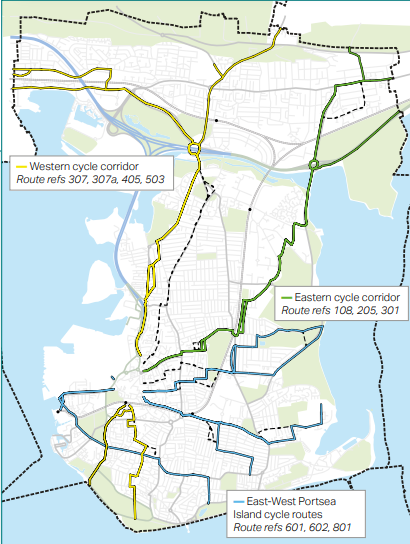 Western cycle corridor
Route refs 307, 307a, 405, 503
Eastern cycle corridor
Route refs 108, 205, 301
East-West Portsea
Island cycle routes
Route refs 601, 602, 801